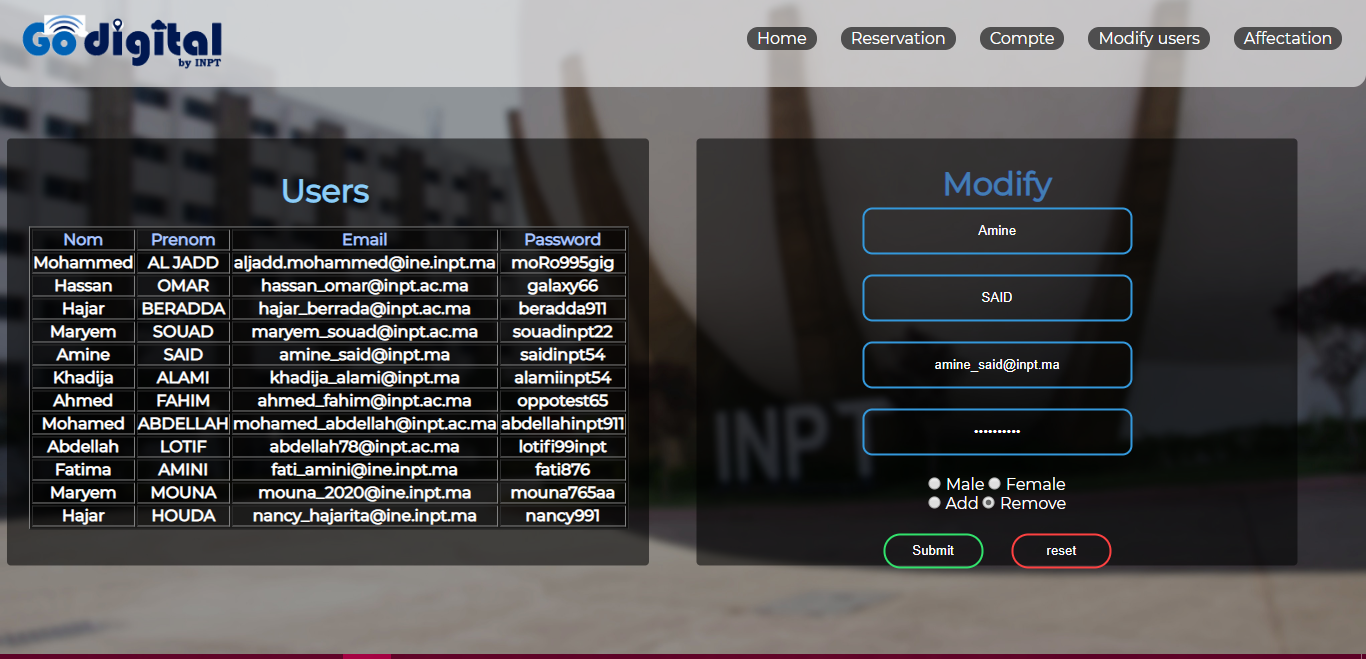 Go digital
by INPT
Home Reservation Compte Modify users Affectation
Users
Nom Prenom Email Password
Mohammed AL JADD aljadd.mohammed@ine.inpt.ma moRo995gig
Hassan OMAR hassan_omar@inpt.ac.ma galaxy66
Hajar BERADDA hajar_berrada@inpt.ac.ma beradda911
Maryem SOUAD maryem_souad@inpt.ac.ma souadinpt22
Amine SAID amine_said@inpt.ma saidinpt54
Khadija ALAMI khadija_alami@inpt.ma alamiinpt54
Ahmed FAHIM ahmed_fahim@inpt.ac.ma oppotest65
Mohamed ABDELLAH mohamed_abdellah@inpt.ac.ma abdellahinpt911
Abdellah LOTIF abdellah78@inpt.ac.ma lotifi99inpt
Fatima AMINI fati_amini@ine.inpt.ma fati876
Maryem MOUNA mouna_2020@ine.inpt.ma mouna765aa
Hajar HOUDA nancy_hajarita@ine.inpt.ma nancy991
Modify
Amine
SAID
amine_said@inpt.ma
••••••••••
Male Female
Add Remove
Submit reset
INPT